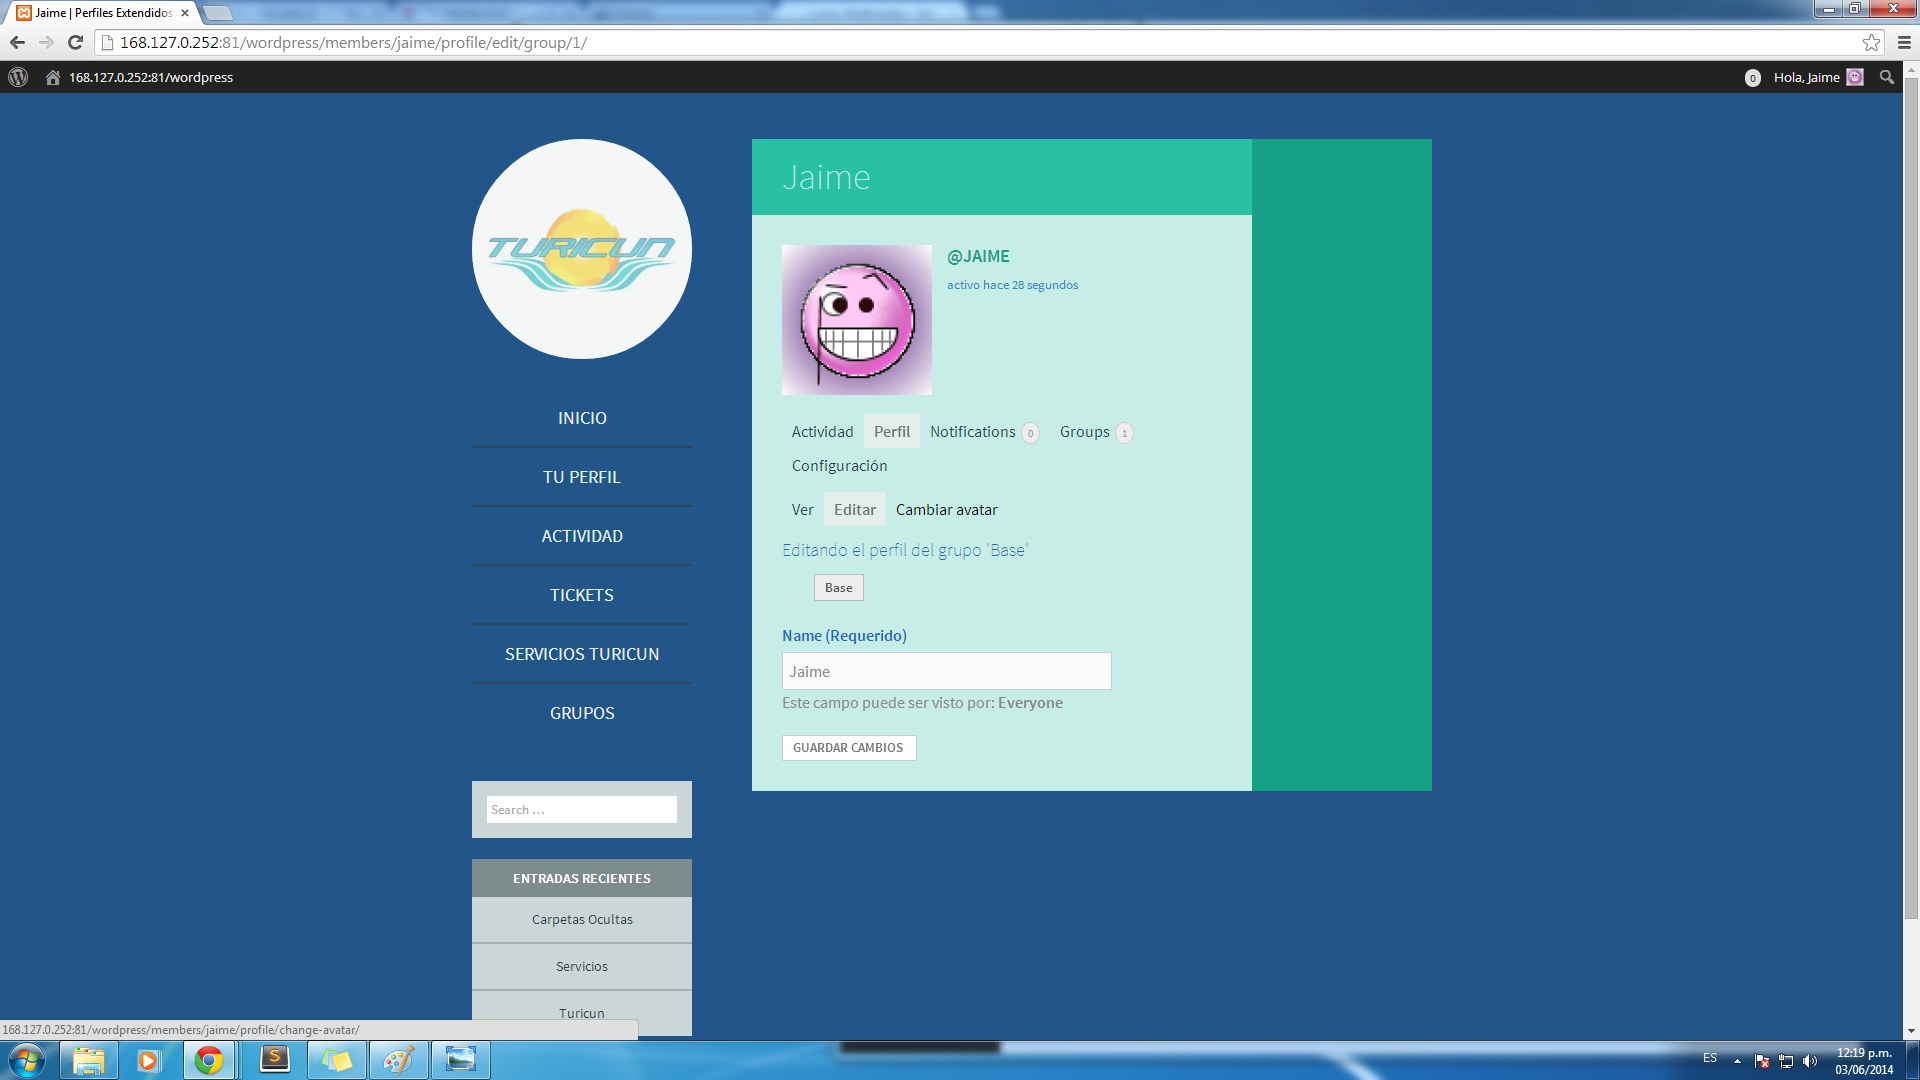 Jaime | Perfiles Extendidos
168.127.0.252:81/wordpress/members/jaime/profile/edit/group/1/
168.127.0.252:81/wordpress
0
Hola, Jaime
TURICUN
INICIO
TU PERFIL
ACTIVIDAD
TICKETS
SERVICIOS TURICUN
GRUPOS
Search ...
ENTRADAS RECIENTES
Carpetas Ocultas
Servicios
Turicun
Jaime
@JAIME
activo hace 28 segundos
Actividad Perfil Notifications 0 Groups 1
Configuración
Ver Editar Cambiar avatar
Editando el perfil del grupo 'Base'
Base
Name (Requerido)
Jaime
Este campo puede ser visto por: Everyone
GUARDAR CAMBIOS
168.127.0.252:81/wordpress/members/jaime/profile/change-avatar/
ES
12:19 p.m.
03/06/2014